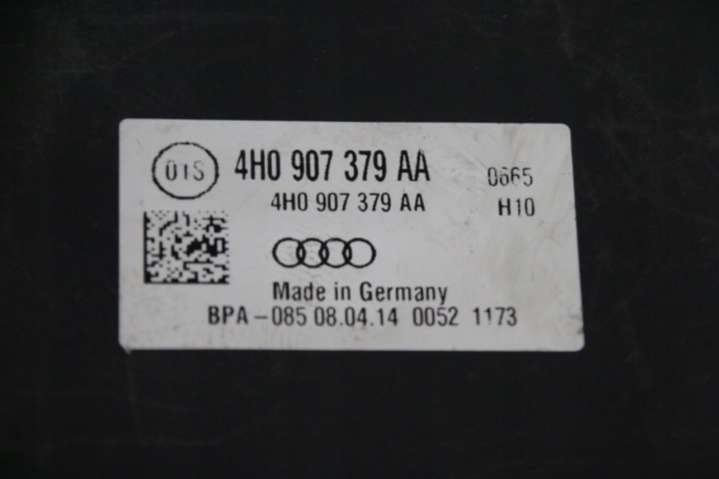 01S 4H0 907 379 AA 0665
4H0 907 379 AA H10
Made in Germany
BPA-085 08.04.14 0052 1173